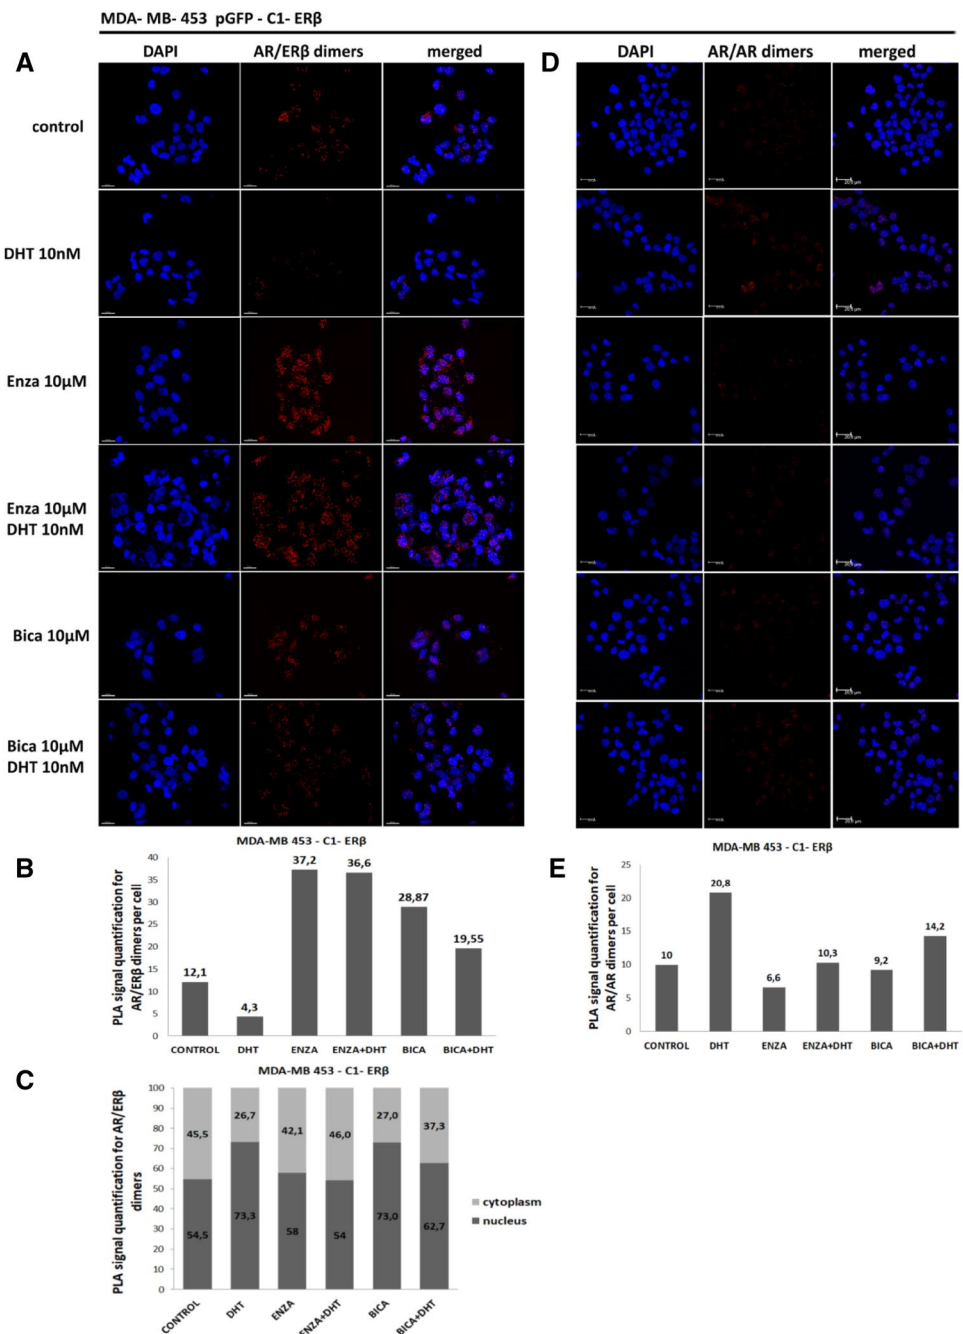 MDA- MB- 453 pGFP - C1- ERβ
A
DAPI
AR/ERβ dimers
merged
D
DAPI
AR/AR dimers
merged
control
DHT 10nM
Enza 10μM
Enza 10μM
DHT 10nM
Bica 10μM
Bica 10μM
DHT 10nM
B
MDA-MB 453 - C1- ERβ
PLA signal quantification for
AR/ERβ dimers per cell
40
35
30
25
20
15
10
5
0
12,1
4,3
37,2
36,6
28,87
19,55
CONTROL
DHT
ENZA
ENZA+DHT
BICA
BICA+DHT
E
MDA-MB 453 - C1- ERβ
PLA signal quantification for
AR/AR dimers per cell
25
20
15
10
5
0
10
20,8
6,6
10,3
9,2
14,2
CONTROL
DHT
ENZA
ENZA+DHT
BICA
BICA+DHT
C
MDA-MB 453 - C1- ERβ
PLA signal quantification for AR/ERβ
dimers
100
90
80
70
60
50
40
30
20
10
0
45,5
26,7
42,1
46,0
27,0
37,3
54,5
73,3
58
54
73,0
62,7
cytoplasm
nucleus
CONTROL
DHT
ENZA
ENZA+DHT
BICA
BICA+DHT